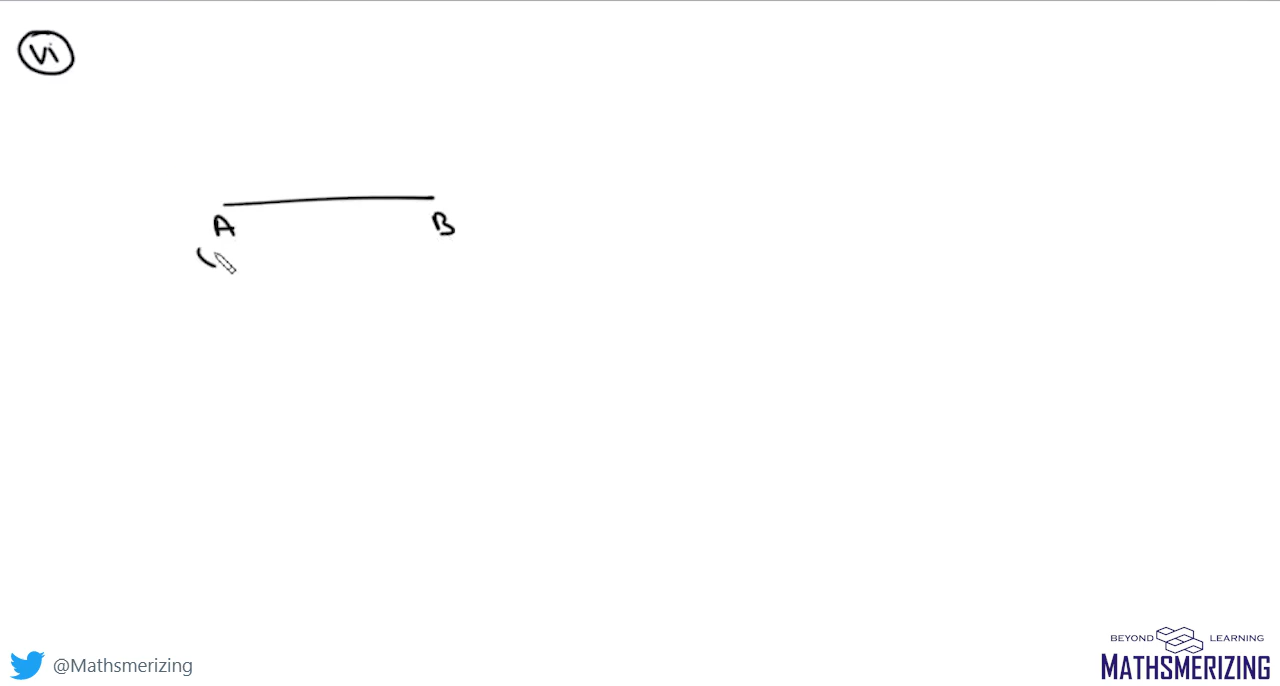 Vi
A B
(
@Mathsmerizing
BEYOND LEARNING
MATHSMERIZING